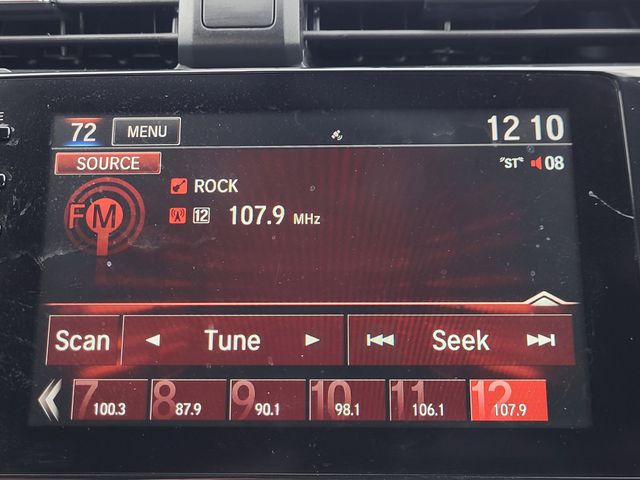 72 MENU 12 10
SOURCE "ST" 08
FM ROCK
12 107.9 MHz
Scan Tune Seek
7 100.3 8 87.9 9 90.1 10 98.1 11 106.1 12 107.9